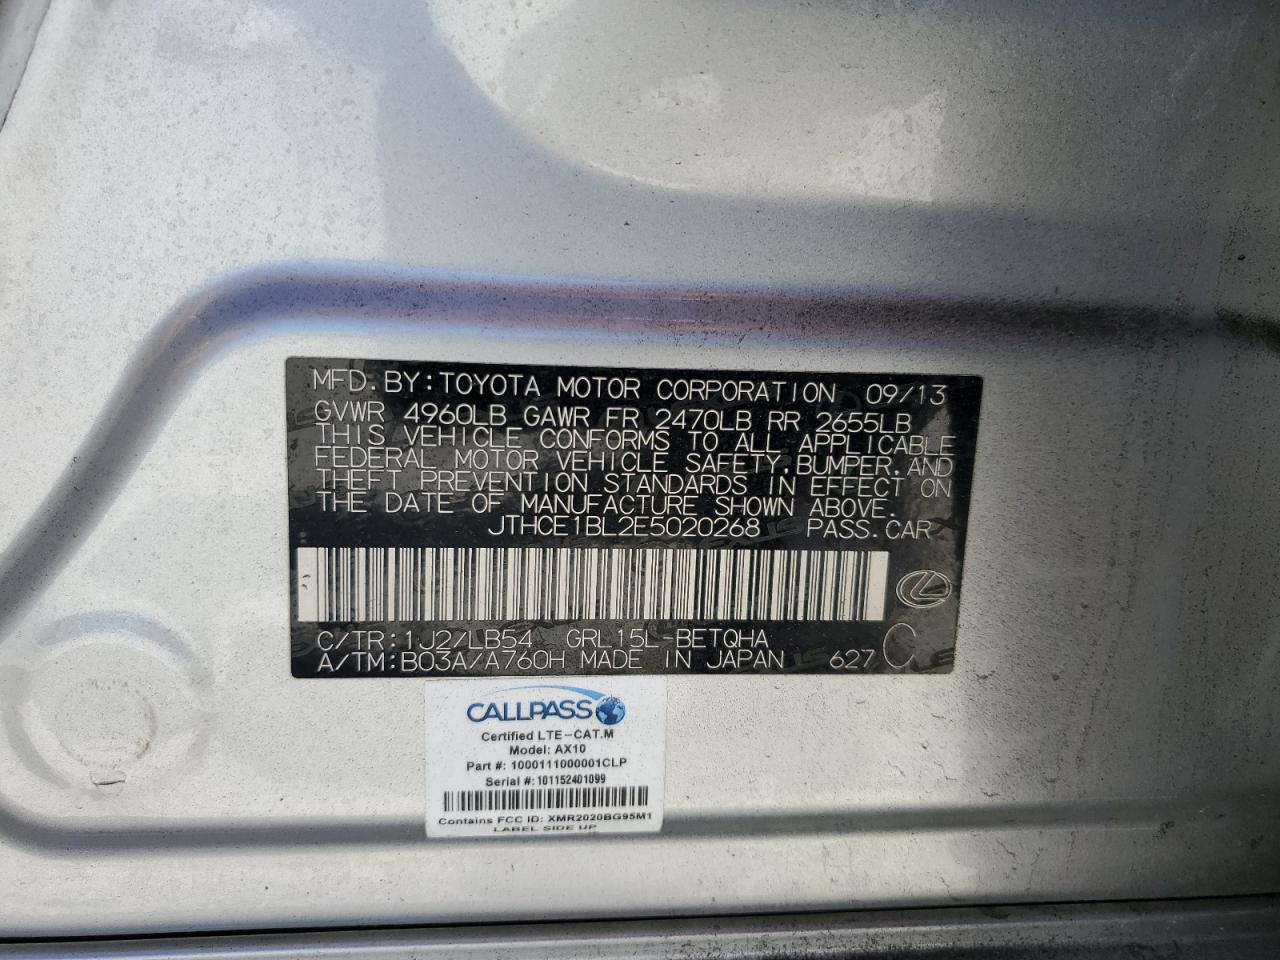 MFD. BY: TOYOTA MOTOR CORPORATION 09/13
GVWR 4960LB GAWR FR 2470LB RR 2655LB
THIS VEHICLE CONFORMS TO ALL APPLICABLE
FEDERAL MOTOR VEHICLE SAFETY, BUMPER, AND
THEFT PREVENTION STANDARDS IN EFFECT ON
THE DATE OF MANUFACTURE SHOWN ABOVE.
JTHCE1BL2E5020268 PASS. CAR
C/TR: 1J2/LB54 GRL15L-BETQHA
A/TM: B03A/A760H MADE IN JAPAN 627 C
CALLPASS
Certified LTE-CAT.M
Model: AX10
Part #: 1000111000001CLP
Serial #: 101152401099
Contains FCC ID: XMR2020BG95M1
LABEL SIDE UP